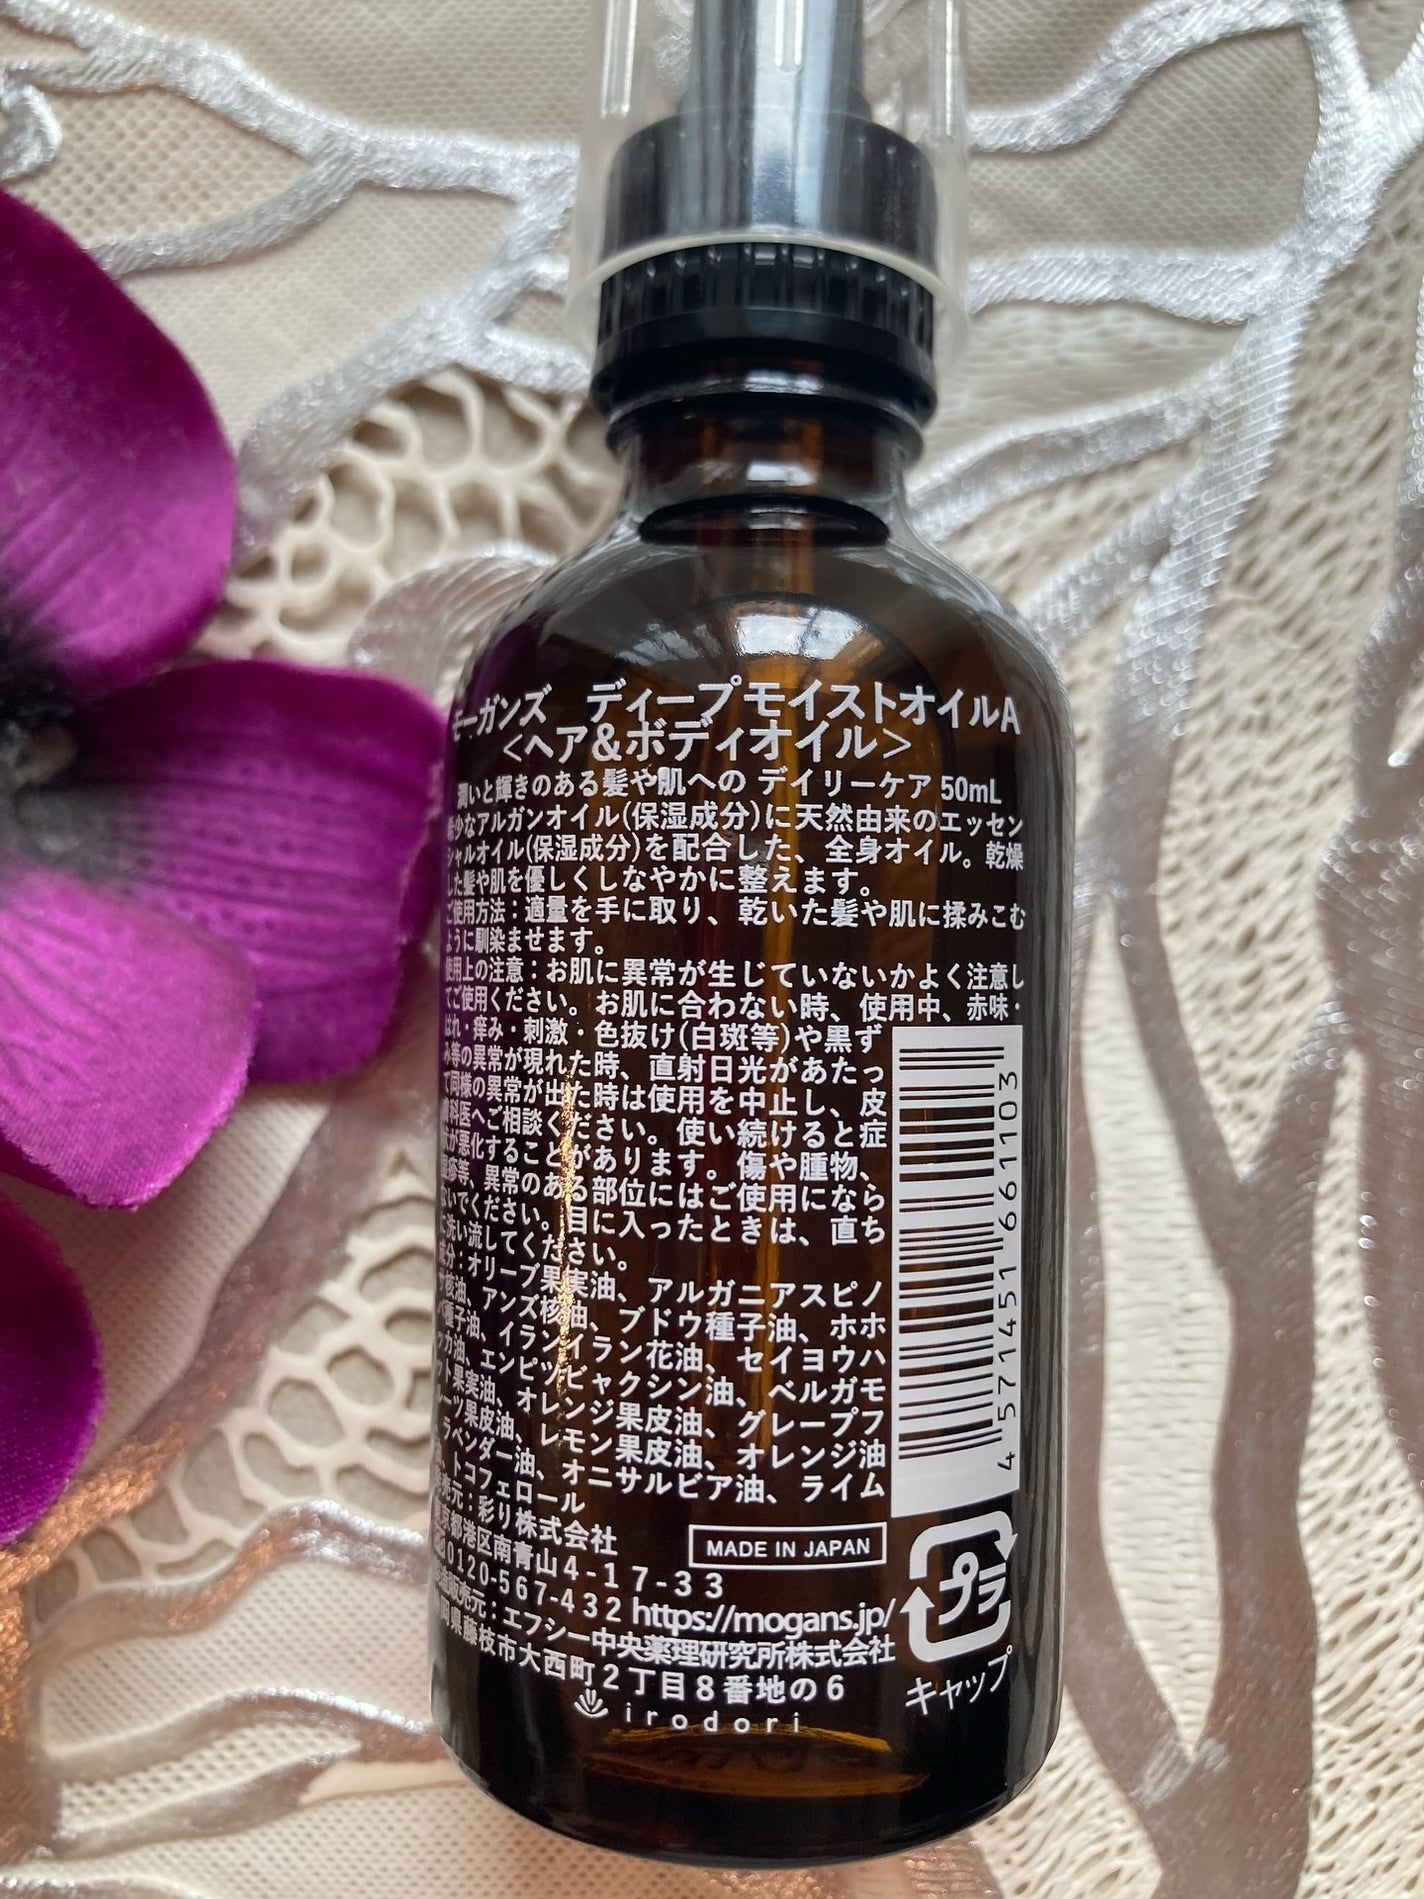 モーガンズ ディープモイストオイルA
<ヘア&ボディオイル>
潤いと輝きのある髪や肌への デイリーケア 50mL
希少なアルガンオイル(保湿成分)に天然由来のエッセン
シャルオイル(保湿成分)を配合した、全身オイル。乾燥
した髪や肌を優しくしなやかに整えます。
ご使用方法:適量を手に取り、乾いた髪や肌に揉みこむ
ように馴染ませます。
使用上の注意:お肌に異常が生じていないかよく注意し
てご使用ください。お肌に合わない時、使用中、赤味・
はれ・痒み・刺激・色抜け(白斑等)や黒ず
み等の異常が現れた時、直射日光があたっ
て同様の異常が出た時は使用を中止し、皮
膚科医へご相談ください。使い続けると症
状が悪化することがあります。傷や腫物、
湿疹等、異常のある部位にはご使用になら
ないでください。目に入ったときは、直ち
に洗い流してください。
成分:オリーブ果実油、アルガニアスピノ
サ核油、アンズ核油、ブドウ種子油、ホホ
バ種子油、イランイラン花油、セイヨウハ
ッカ油、エンピツビャクシン油、ベルガモ
ット果実油、オレンジ果皮油、グレープフ
ルーツ果皮油、レモン果皮油、オレンジ油
、ラベンダー油、オニサルビア油、ライム
油、トコフェロール
発売元:彩り株式会社
東京都港区南青山4-17-33
0120-567-432 https://mogans.jp/
製造販売元:エフシー中央薬理研究所株式会社
静岡県藤枝市大西町2丁目8番地の6
irodori
MADE IN JAPAN
4571451661103
プラ
キャップ